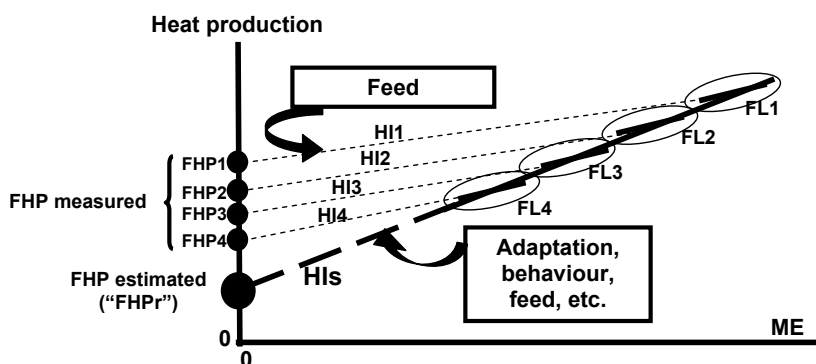 Heat production
Feed
FL1
HI1
FL2
HI2
FHP1
FL3
FHP2
HI3
FHP measured
FHP3
FL4
HI4
FHP4
Adaptation,
behaviour,
feed, etc.
FHP estimated
("FHPr")
HIs
ME
0
0